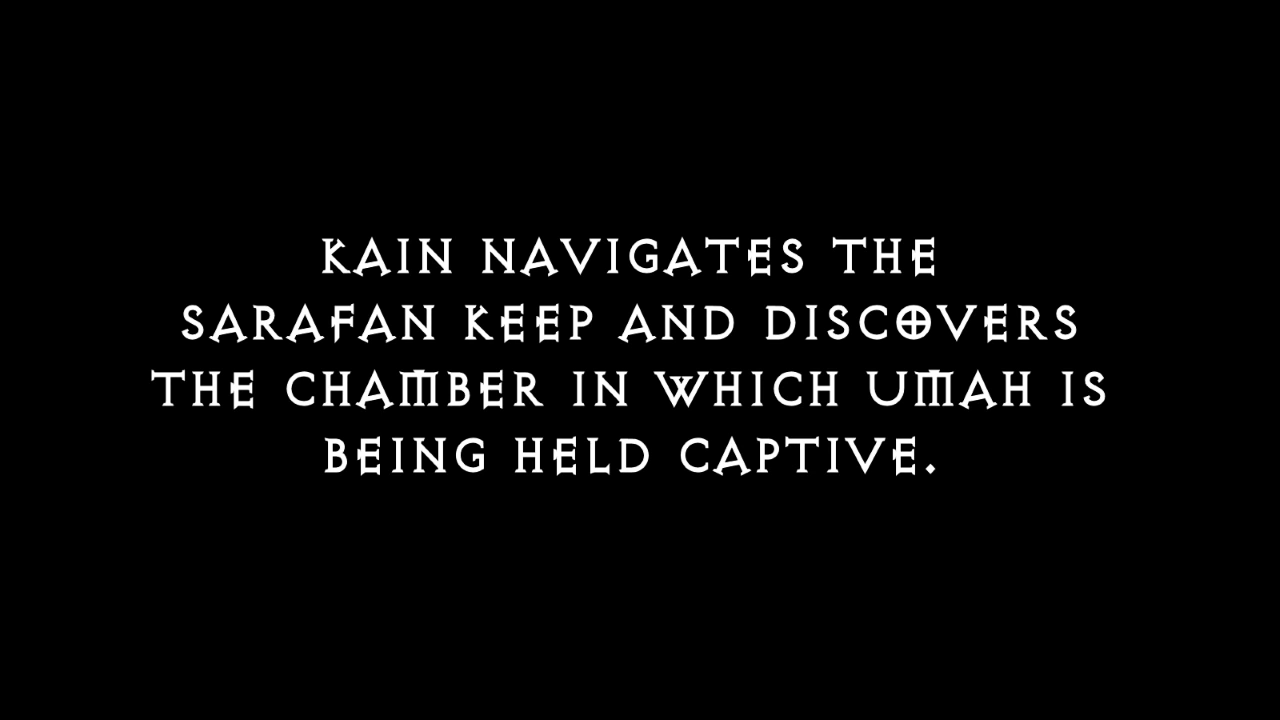 KAIN NAVIGATES THE
SARAFAN KEEP AND DISCOVERS
THE CHAMBER IN WHICH UMAH IS
BEING HELD CAPTIVE.